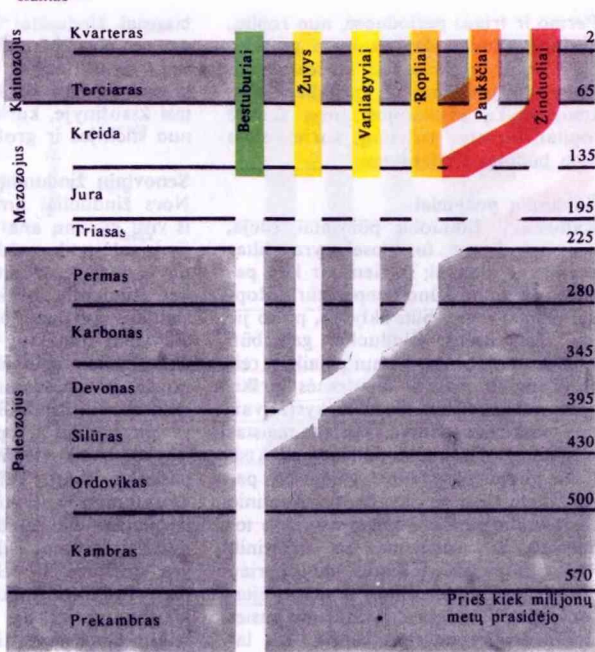 Kainozojus
Mezozojus
Paleozojus
Bestuburiai
Žuvys
Varliagyviai
Ropliai
Paukščiai
Žinduoliai
Kvarteras 2
Terciaras 65
Kreida 135
Jura 195
Triasas 225
Permas 280
Karbonas 345
Devonas 395
Silūras 430
Ordovikas 500
Kambras 570
Prekambras
Prieš kiek milijonų
metų prasidėjo